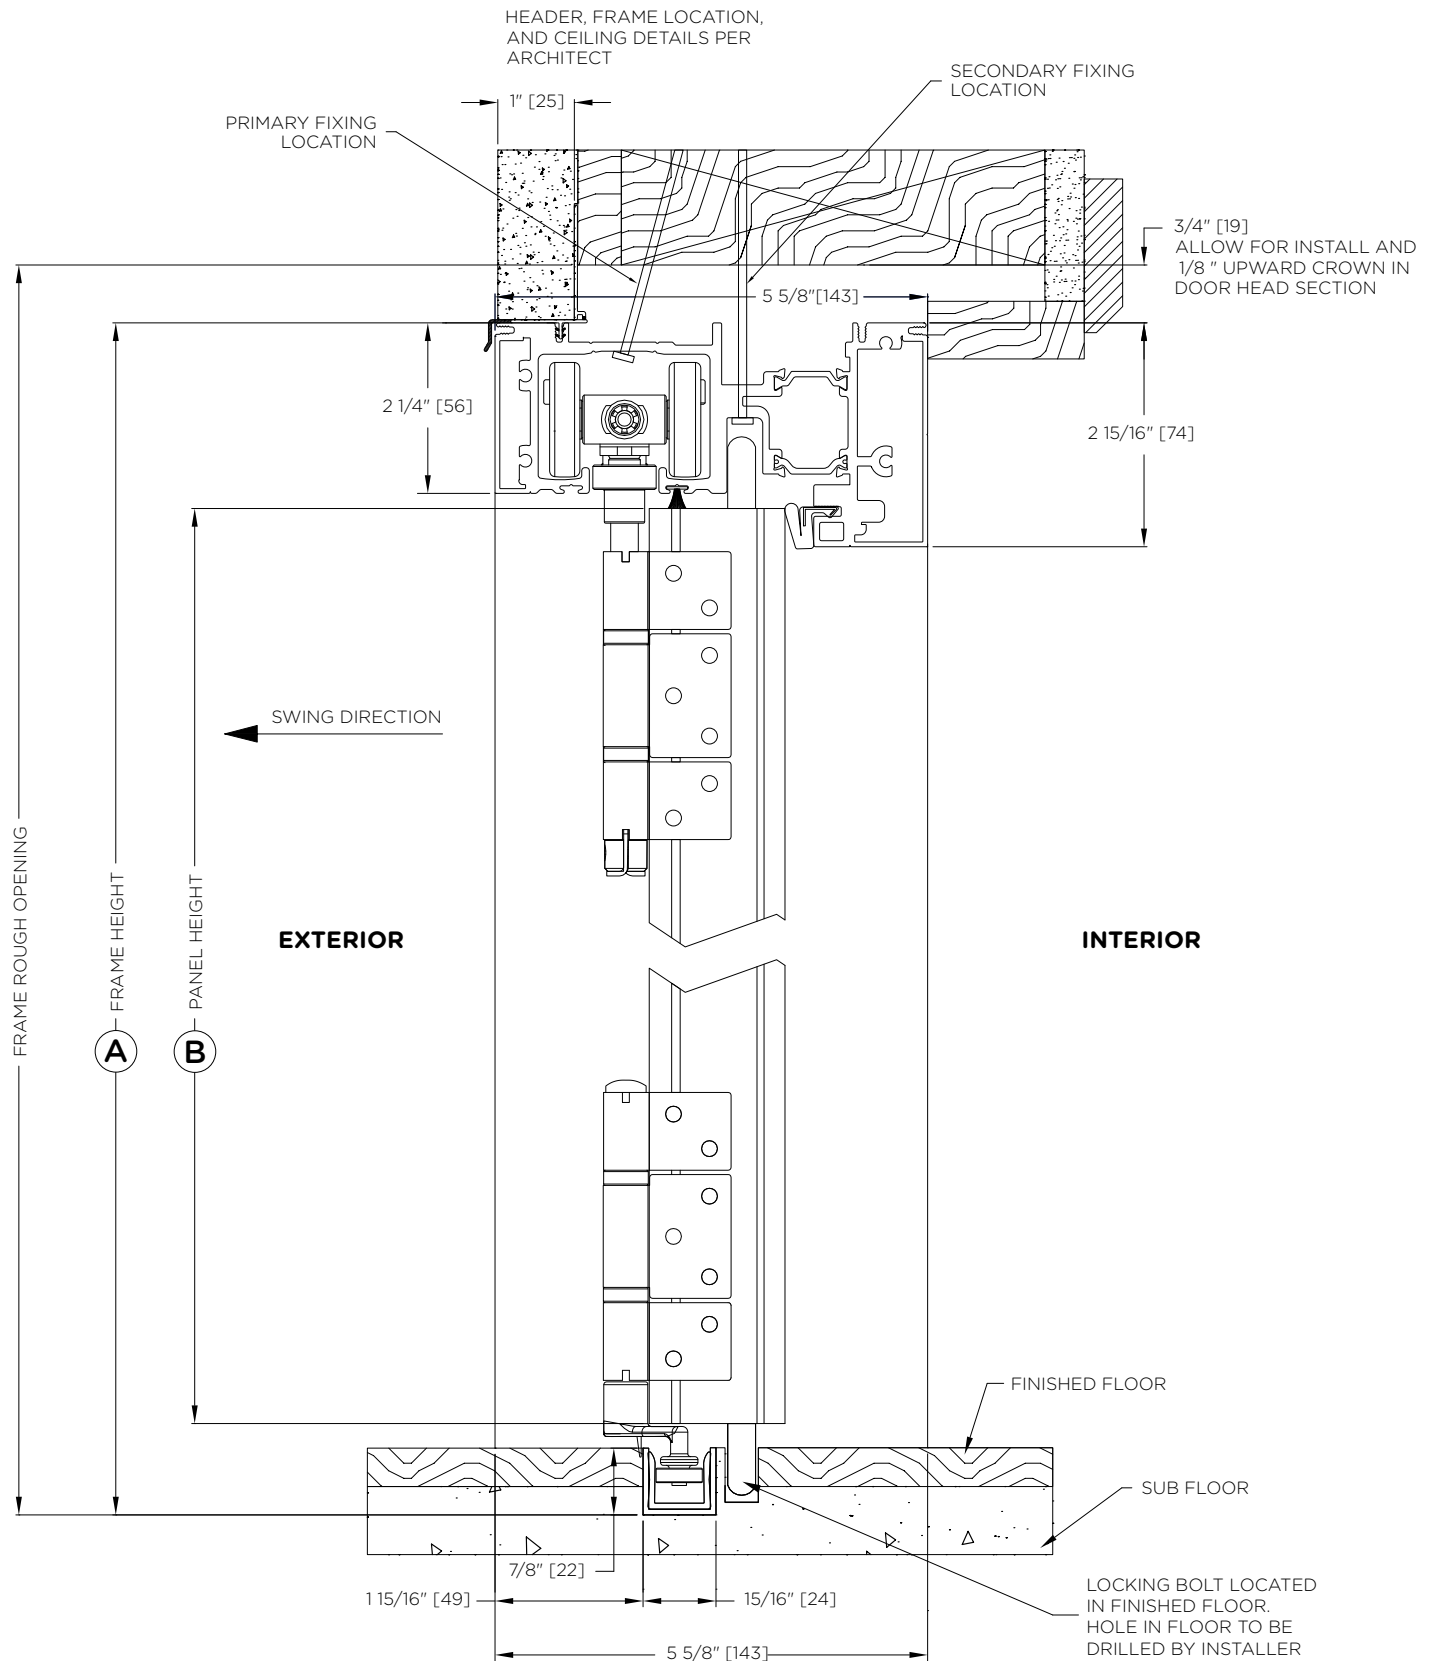 HEADER, FRAME LOCATION,
AND CEILING DETAILS PER
ARCHITECT
SECONDARY FIXING
LOCATION
1" [25]
PRIMARY FIXING
LOCATION
3/4" [19]
ALLOW FOR INSTALL AND
1/8 " UPWARD CROWN IN
DOOR HEAD SECTION
5 5/8"[143]
2 1/4" [56]
2 15/16" [74]
SWING DIRECTION
FRAME ROUGH OPENING
FRAME HEIGHT
PANEL HEIGHT
EXTERIOR
INTERIOR
A
B
FINISHED FLOOR
SUB FLOOR
7/8" [22]
1 15/16" [49]
15/16" [24]
LOCKING BOLT LOCATED
IN FINISHED FLOOR.
HOLE IN FLOOR TO BE
DRILLED BY INSTALLER
5 5/8" [143]